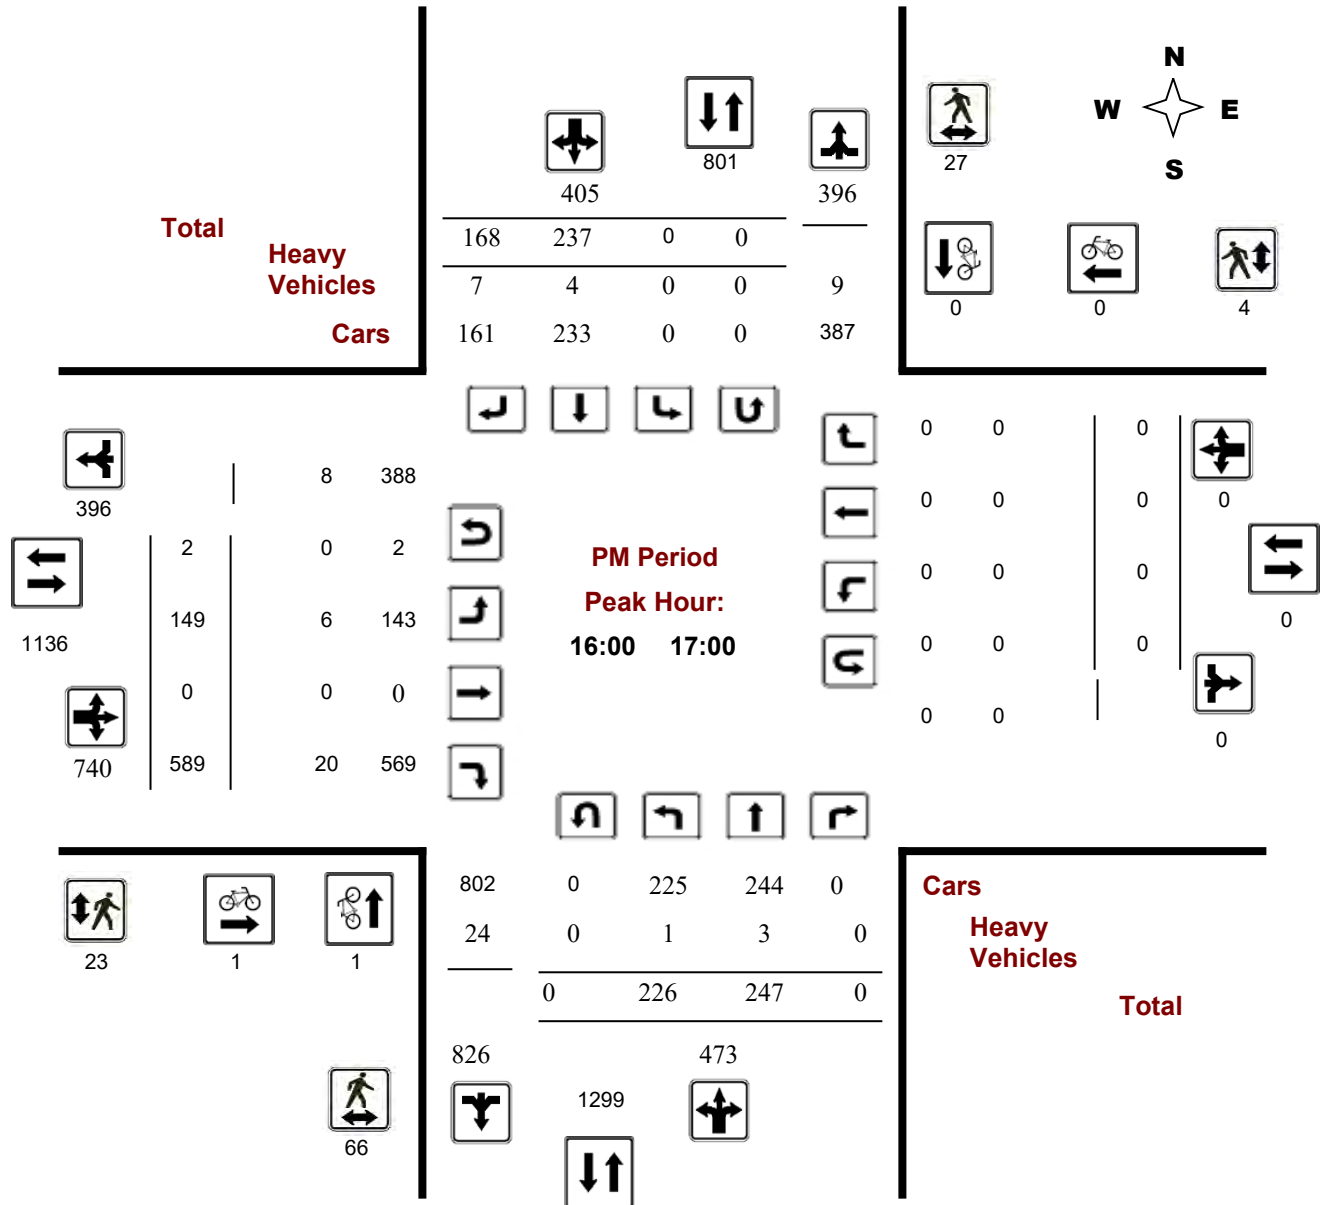 N
W E
S
801
27
405 396
Total
168 237 0 0
Heavy
Vehicles
7 4 0 0 9
0 0 4
Cars
161 233 0 0 387
0 0 0
8 388
396
0 0 0 0
2 0 2
PM Period
0 0 0
Peak Hour:
149 6 143
0
1136
16:00 17:00
0 0 0
0 0 0
0 0
0
740 589 20 569
802 0 225 244 0
Cars
24 0 1 3 0
Heavy
Vehicles
23 1 1
0 226 247 0
Total
826 473
1299
66